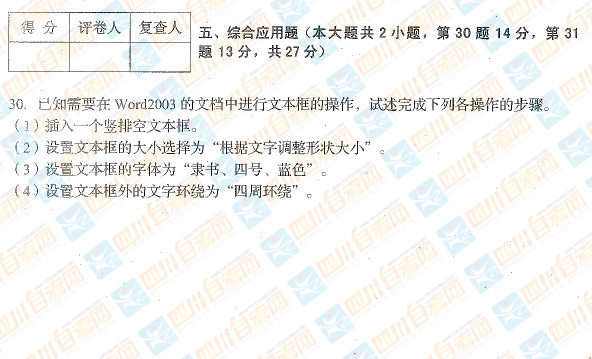 得 分 评卷人 复查人
五、综合应用题（本大题共 2 小题，第 30 题 14 分，第 31
题 13 分，共 27 分）
30. 已知需要在 Word2003 的文档中进行文本框的操作，试述完成下列各操作的步骤。
（1）插入一个竖排空文本框。
（2）设置文本框的大小选择为“根据文字调整形状大小”。
（3）设置文本框的字体为“隶书、四号、蓝色”。
（4）设置文本框外的文字环绕为“四周环绕”。
四川自考网